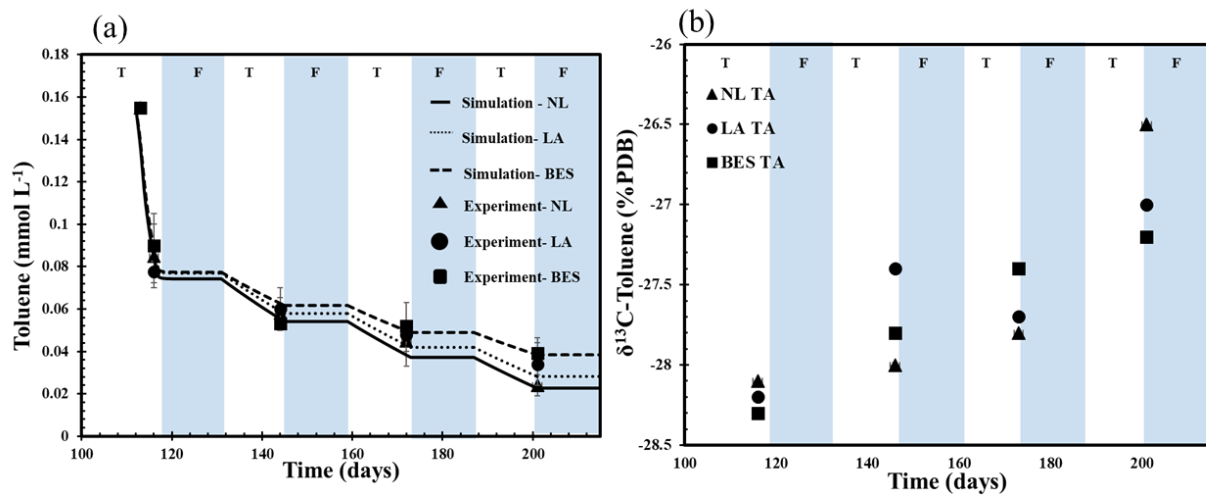 (a)
Toluene (mmol L-1)
0.18
0.16
0.14
0.12
0.1
0.08
0.06
0.04
0.02
0
T F T F T F T F
Simulation - NL
Simulation- LA
Simulation- BES
Experiment- NL
Experiment- LA
Experiment- BES
100 120 140 160 180 200
Time (days)
(b)
δ13C-Toluene (%PDB)
-26
-26.5
-27
-27.5
-28
-28.5
T F T F T F T F
NL TA
LA TA
BES TA
100 120 140 160 180 200
Time (days)